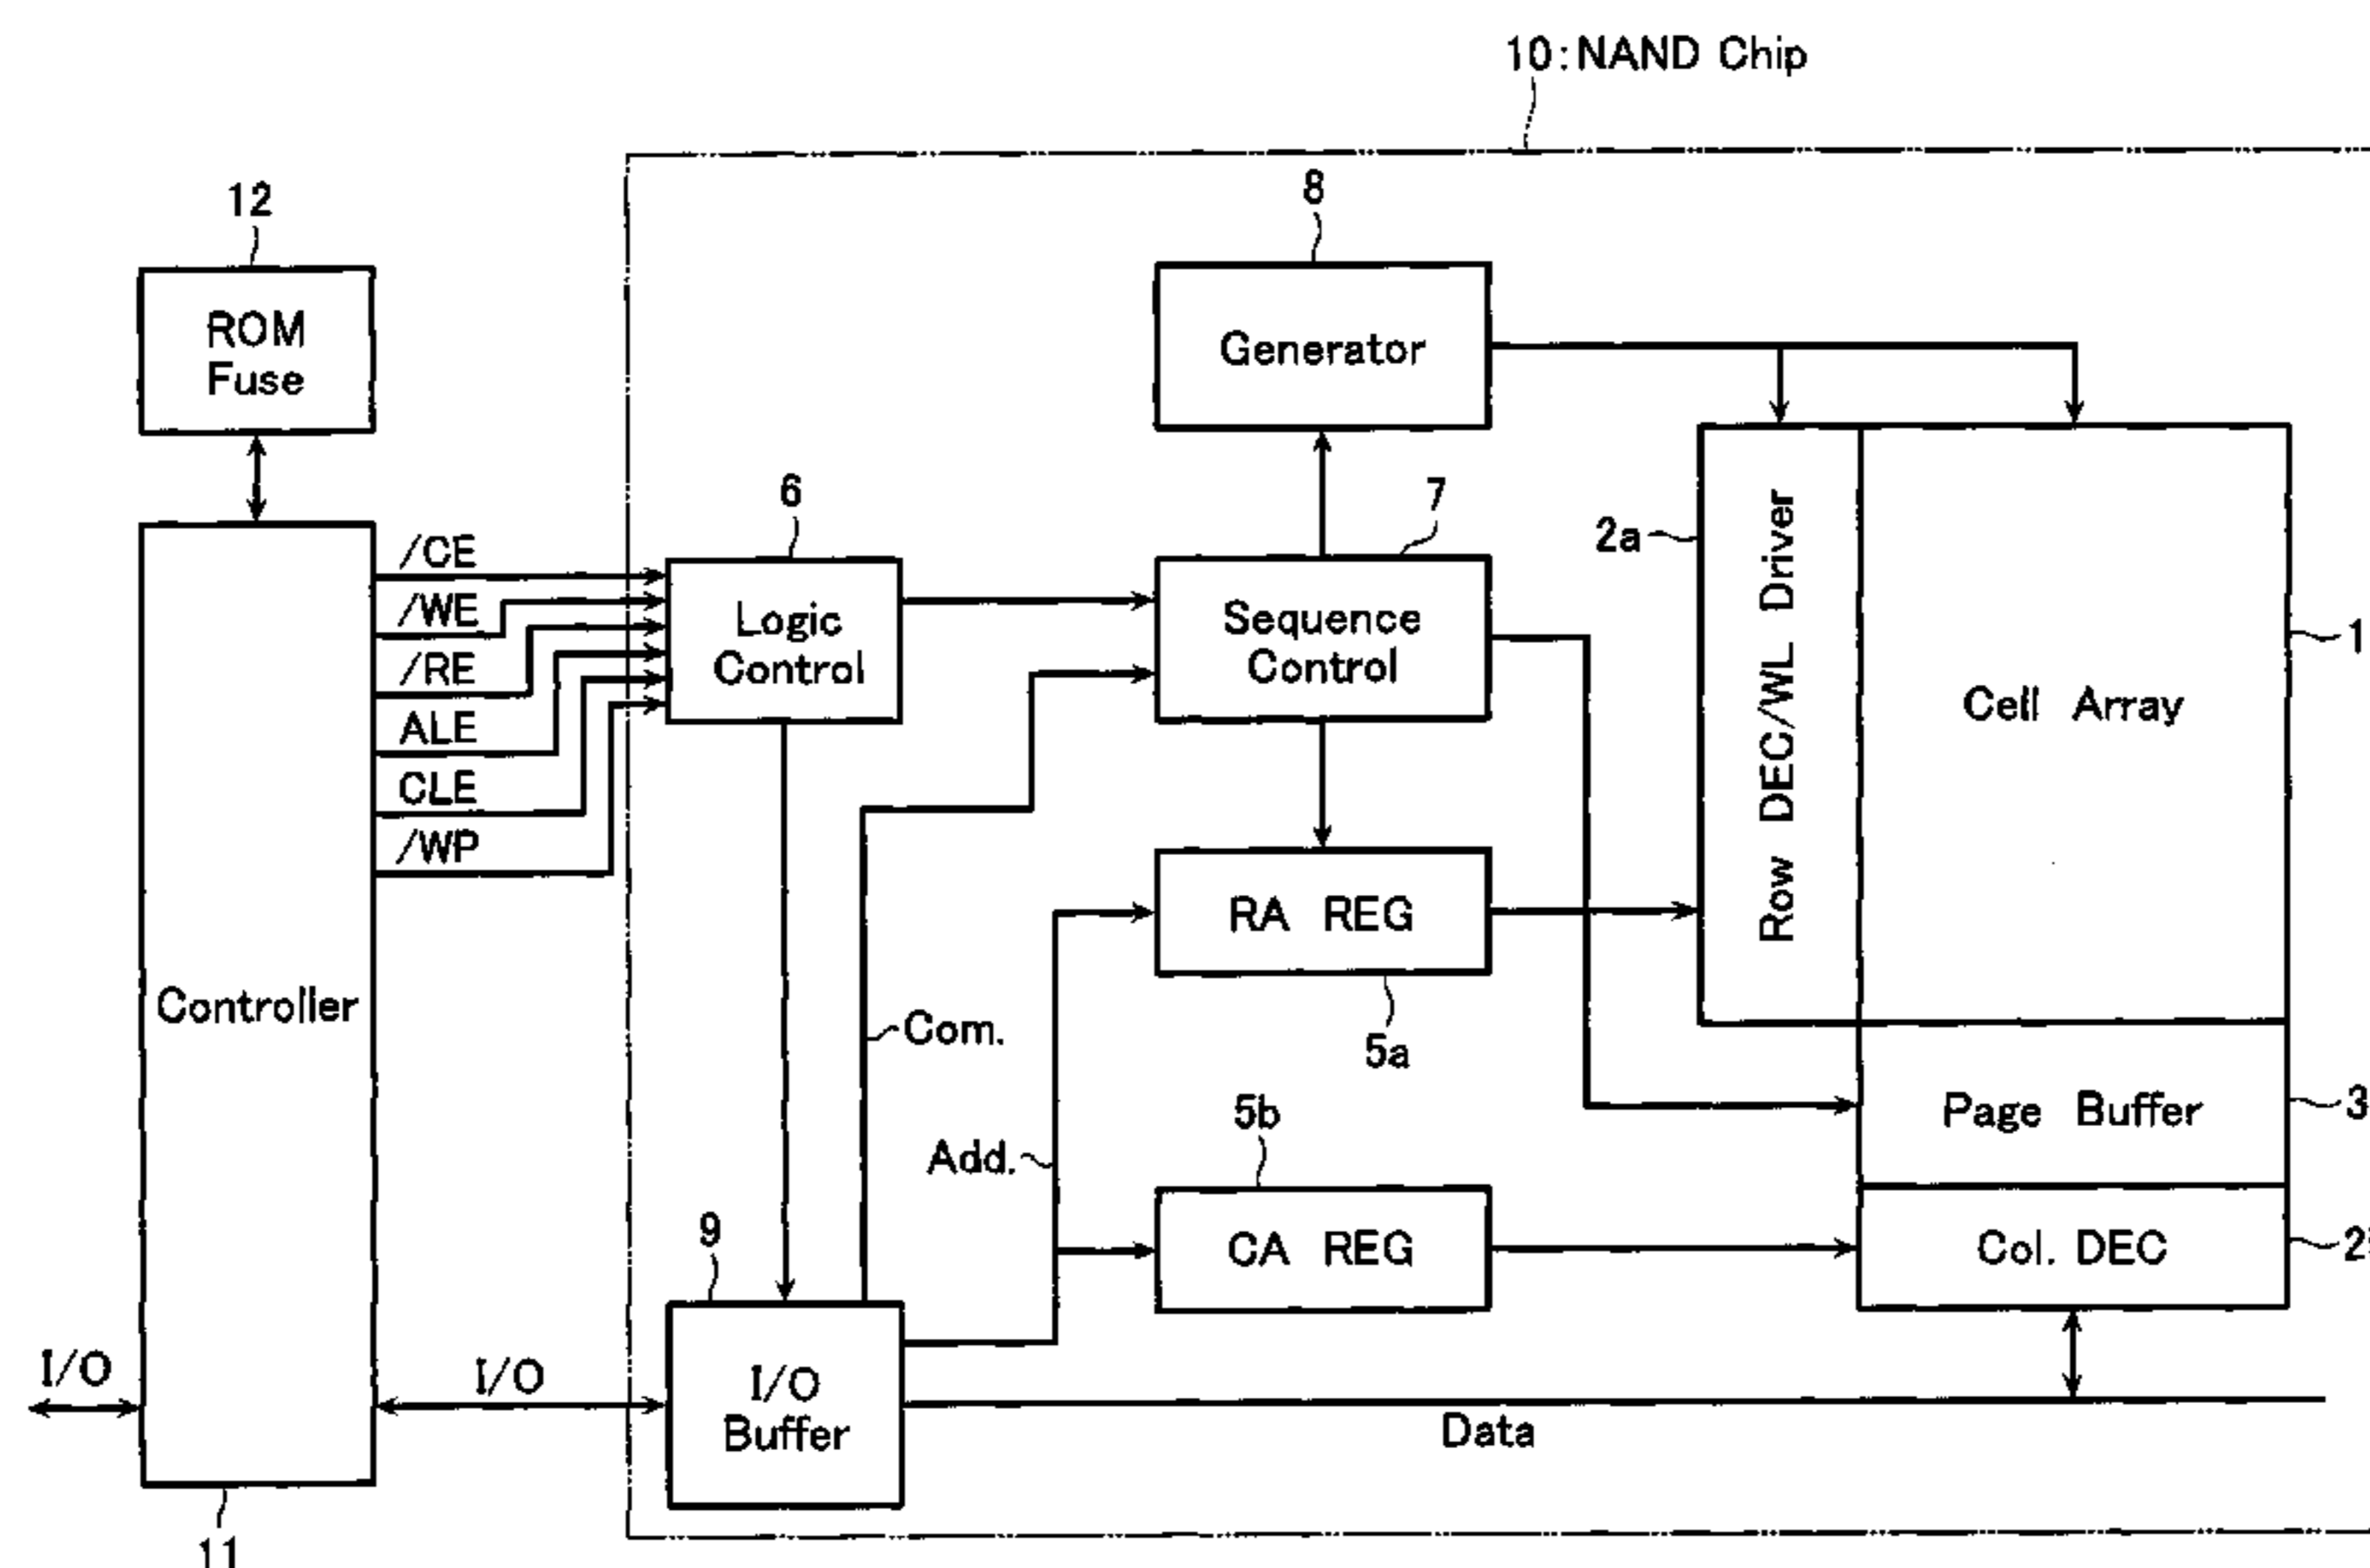 10:NAND Chip
12
8
ROM
Fuse
Generator
6
7
2a
/CE
/WE
/RE
ALE
CLE
/WP
Logic
Control
Sequence
Control
Row DEC/WL Driver
Cell Array
1
RA REG
5a
Controller
Com.
Add.
5b
Page Buffer
3
CA REG
Col. DEC
9
I/O
I/O
I/O
Buffer
Data
11